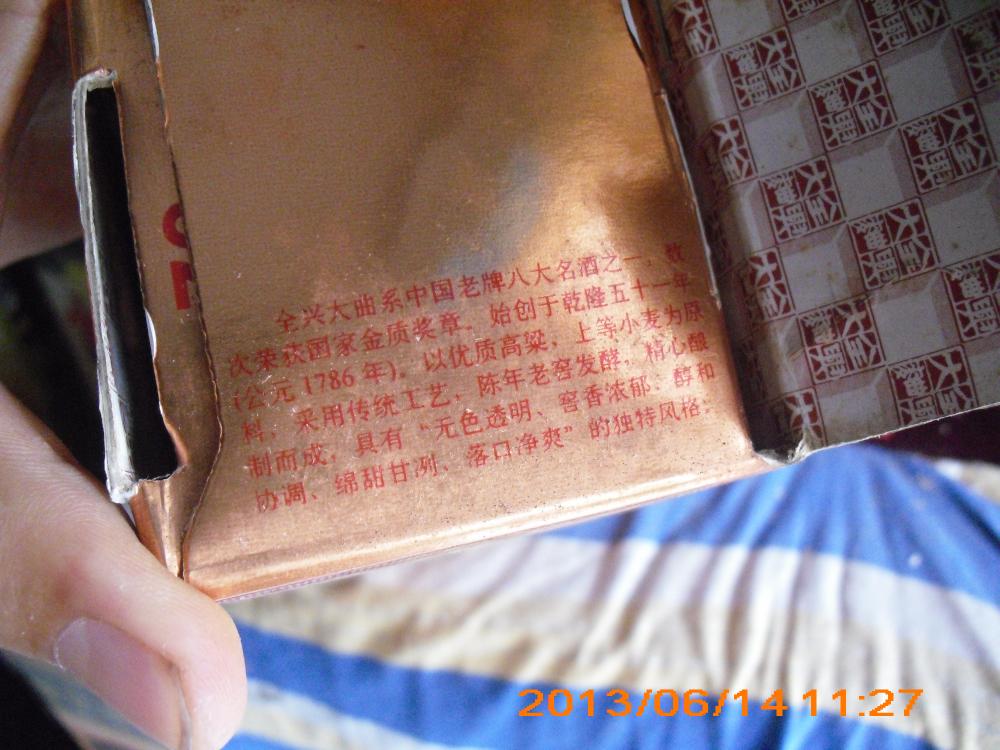 全兴大曲系中国老牌八大名酒之一，数
次荣获国家金质奖章。始创于乾隆五十一年
(公元1786年)。以优质高粱，上等小麦为原
料，采用传统工艺，陈年老窖发酵，精心酿
制而成，具有“无色透明、窖香浓郁、醇和
协调、绵甜甘冽、落口净爽”的独特风格。
2013/06/14 11:27